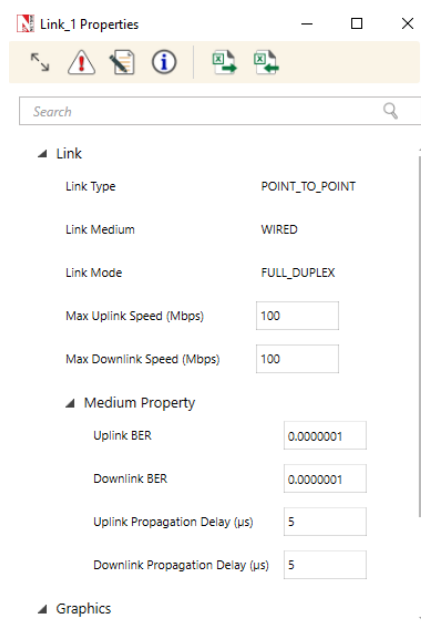 Link_1 Properties
Search
Link
Link Type POINT_TO_POINT
Link Medium WIRED
Link Mode FULL_DUPLEX
Max Uplink Speed (Mbps) 100
Max Downlink Speed (Mbps) 100
Medium Property
Uplink BER 0.0000001
Downlink BER 0.0000001
Uplink Propagation Delay (µs) 5
Downlink Propagation Delay (µs) 5
Graphics